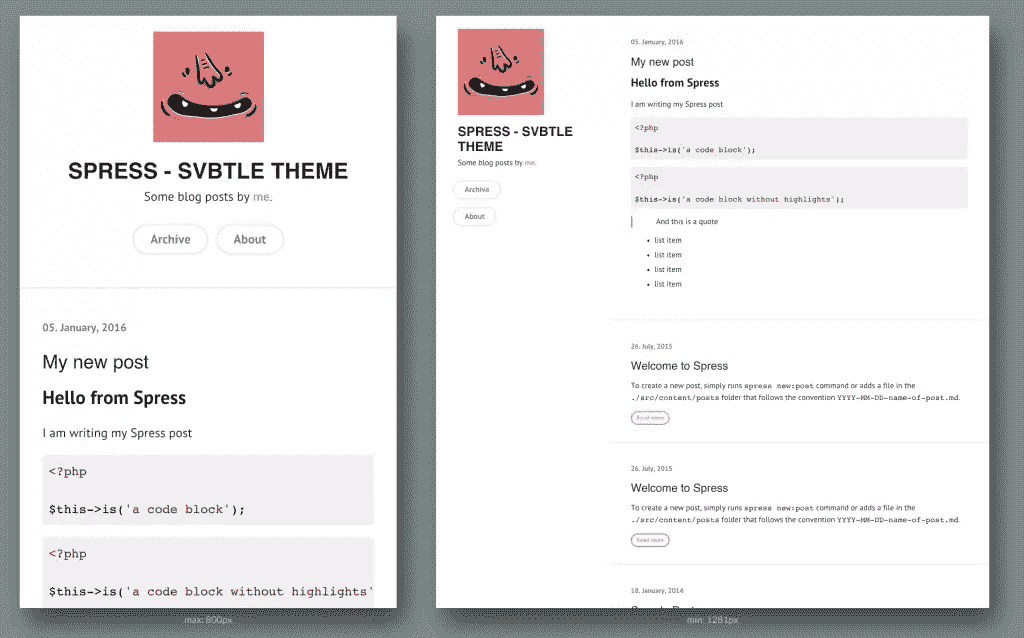 SPRESS - SVBTLE THEME
Some blog posts by me.
Archive
About
05. January, 2016
My new post
Hello from Spress
I am writing my Spress post
<?php
$this->is('a code block');
<?php
$this->is('a code block without highlights'
max: 800px
SPRESS - SVBTLE
THEME
Some blog posts by me.
Archive
About
05. January, 2016
My new post
Hello from Spress
I am writing my Spress post
<?php
$this->is('a code block');
<?php
$this->is('a code block without highlights');
And this is a quote
list item
list item
list item
list item
26. July, 2015
Welcome to Spress
To create a new post, simply runs spress new:post command or adds a file in the
./src/content/posts folder that follows the convention YYYY-MM-DD-name-of-post.md.
Read more
26. July, 2015
Welcome to Spress
To create a new post, simply runs spress new:post command or adds a file in the
./src/content/posts folder that follows the convention YYYY-MM-DD-name-of-post.md.
Read more
18. January, 2014
min: 1281px